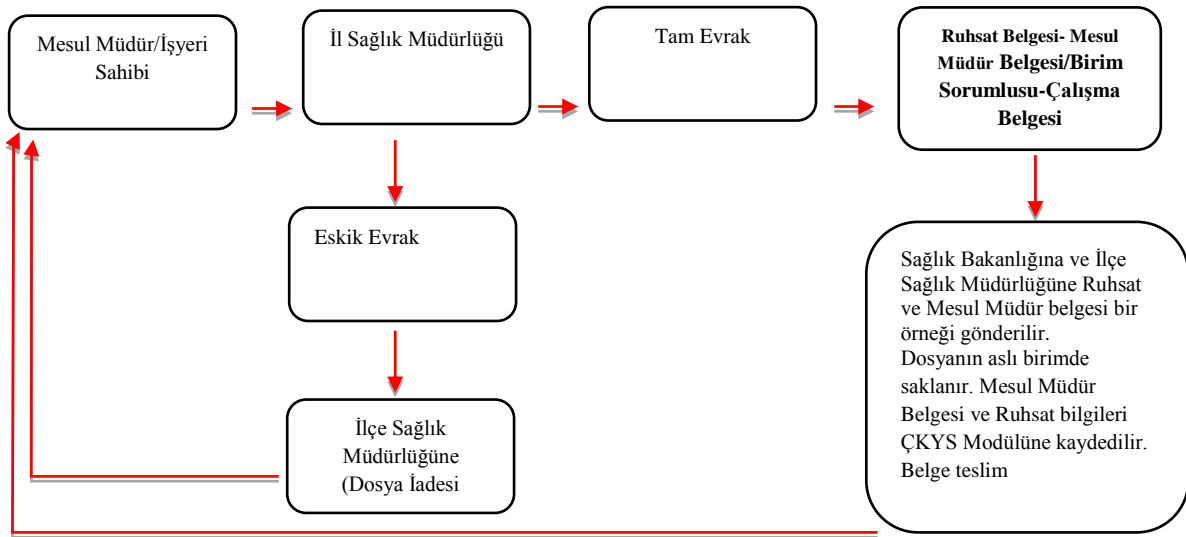 Mesul Müdür/İşyeri
Sahibi
İl Sağlık Müdürlüğü
Tam Evrak
Ruhsat Belgesi- Mesul
Müdür Belgesi/Birim
Sorumlusu-Çalışma
Belgesi
Eskik Evrak
İlçe Sağlık
Müdürlüğüne
(Dosya İadesi
Sağlık Bakanlığına ve İlçe
Sağlık Müdürlüğüne Ruhsat
ve Mesul Müdür belgesi bir
örneği gönderilir.
Dosyanın aslı birimde
saklanır. Mesul Müdür
Belgesi ve Ruhsat bilgileri
ÇKYS Modülüne kaydedilir.
Belge teslim